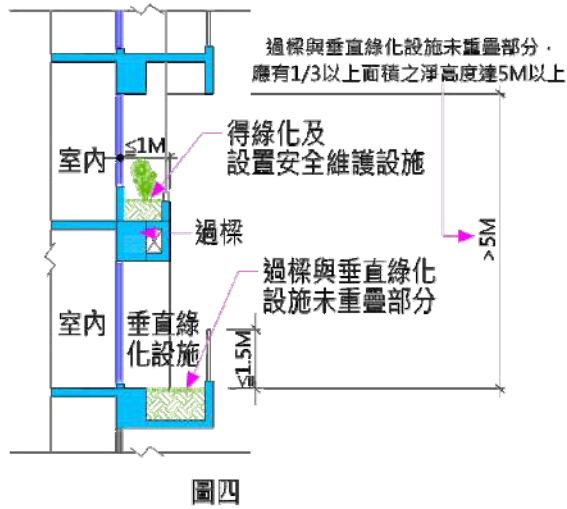 過樑與垂直綠化設施未重疊部分，
應有1/3以上面積之淨高度達5M以上
≦1M
得綠化及
設置安全維護設施
室內
過樑
>5M
過樑與垂直綠化
設施未重疊部分
室內
垂直綠
化設施
≦1.5M
圖四